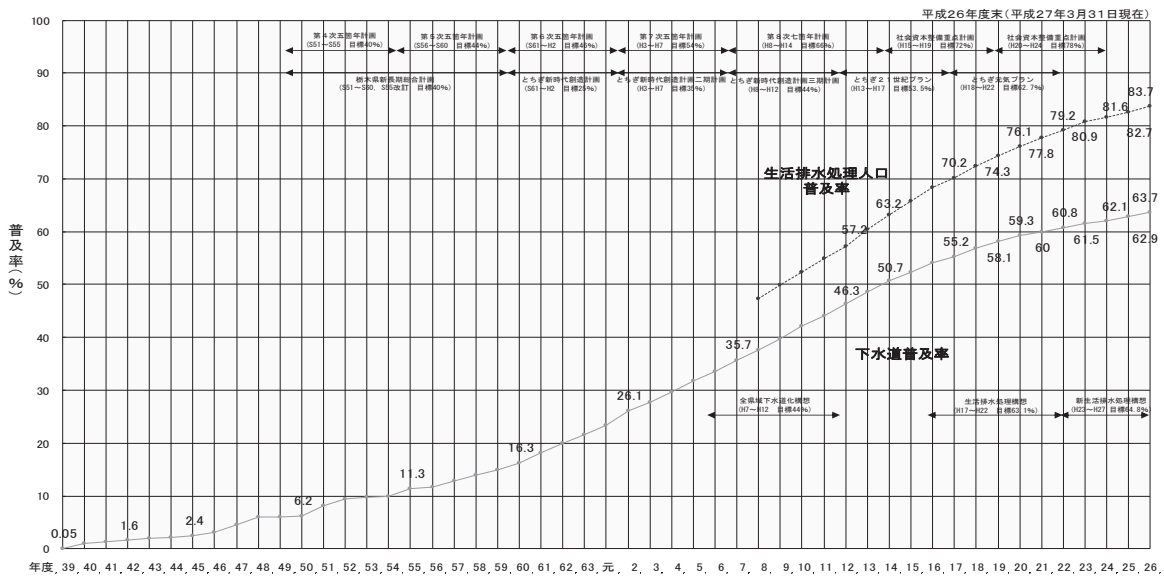 平成26年度末(平成27年3月31日現在)
第4次五箇年計画
(S51～S55　目標40%)
第5次五箇年計画
(S56～S60　目標44%)
第6次五箇年計画
(S61～H2　目標46%)
第7次五箇年計画
(H3～H7　目標54%)
第8次七箇年計画
(H8～H14　目標66%)
社会資本整備重点計画
(H15～H19　目標72%)
社会資本整備重点計画
(H20～H24　目標78%)
栃木県新長期総合計画
(S51～S60、S55改訂　目標40%)
とちぎ新時代創造計画
(S61～H2　目標25%)
とちぎ新時代創造計画二期計画
(H3～H7　目標35%)
とちぎ新時代創造計画三期計画
(H8～H12　目標44%)
とちぎ21世紀プラン
(H13～H17　目標53.5%)
とちぎ元気プラン
(H18～H22　目標62.7%)
普及率(%)
100
90
80
70
60
50
40
30
20
10
0
生活排水処理人口
普及率
57.2
63.2
70.2
74.3
76.1
77.8
79.2
80.9
81.6
82.7
83.7
下水道普及率
0.05
1.6
2.4
6.2
11.3
16.3
26.1
35.7
46.3
50.7
55.2
58.1
59.3
60
60.8
61.5
62.1
62.9
63.7
全県域下水道化構想
(H7～H12　目標44%)
生活排水処理構想
(H17～H22　目標63.1%)
新生活排水処理構想
(H23～H27 目標64.8%)
年度 39 40 41 42 43 44 45 46 47 48 49 50 51 52 53 54 55 56 57 58 59 60 61 62 63 元 2 3 4 5 6 7 8 9 10 11 12 13 14 15 16 17 18 19 20 21 22 23 24 25 26